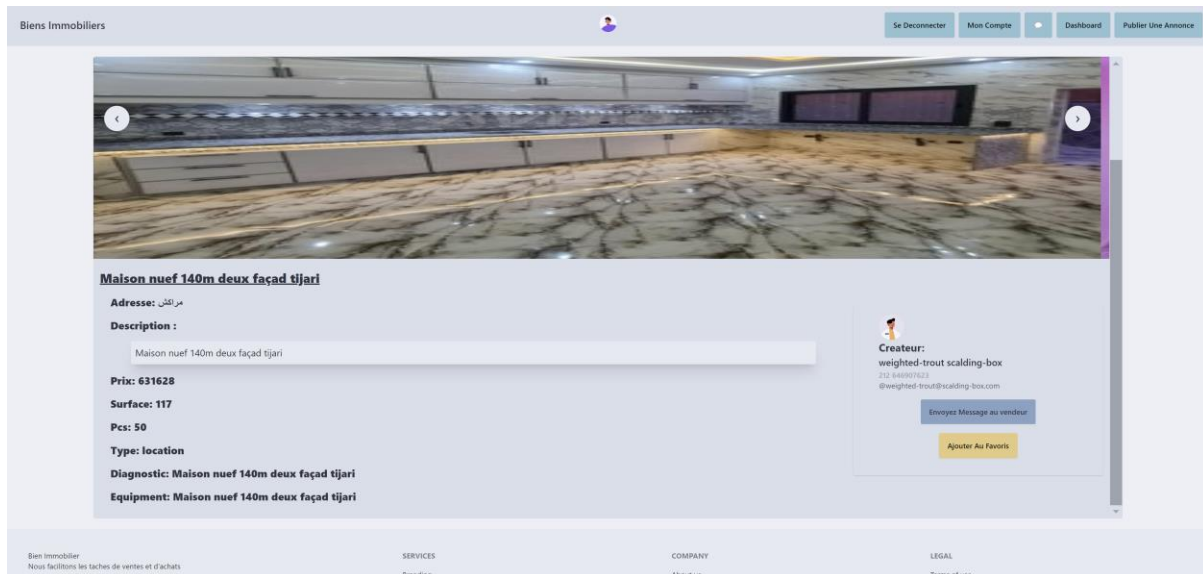 Biens Immobiliers
Se Deconnecter
Mon Compte
Dashboard
Publier Une Annonce
‹
›
Maison nuef 140m deux façad tijari
Adresse: مراكش
Description :
Maison nuef 140m deux façad tijari
Prix: 631628
Surface: 117
Pcs: 50
Type: location
Diagnostic: Maison nuef 140m deux façad tijari
Equipment: Maison nuef 140m deux façad tijari
Createur:
weighted-trout scalding-box
212 646907623
@weighted-trout@scalding-box.com
Envoyez Message au vendeur
Ajouter Au Favoris
Bien Immobilier
Nous facilitons les taches de ventes et d'achats
SERVICES
COMPANY
LEGAL